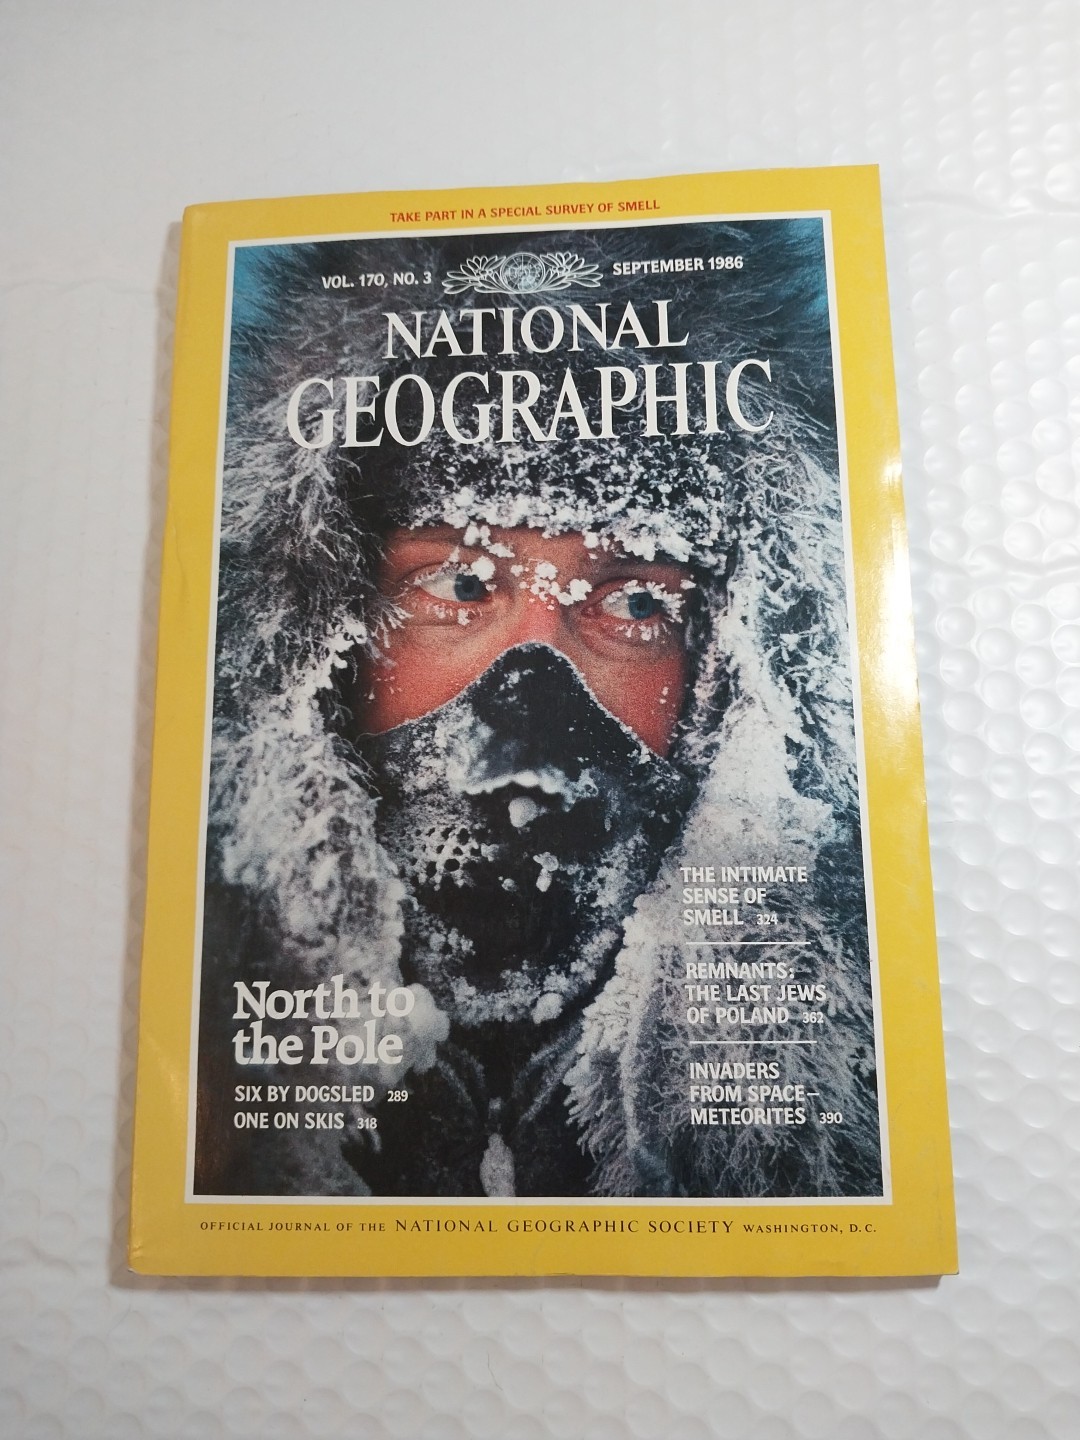 TAKE PART IN A SPECIAL SURVEY OF SMELL
VOL. 170, NO. 3
SEPTEMBER 1986
NATIONAL
GEOGRAPHIC
THE INTIMATE
SENSE OF
SMELL 324
REMNANTS:
THE LAST JEWS
OF POLAND 362
INVADERS
FROM SPACE–
METEORITES 390
North to
the Pole
SIX BY DOGSLED 289
ONE ON SKIS 318
OFFICIAL JOURNAL OF THE NATIONAL GEOGRAPHIC SOCIETY WASHINGTON, D.C.